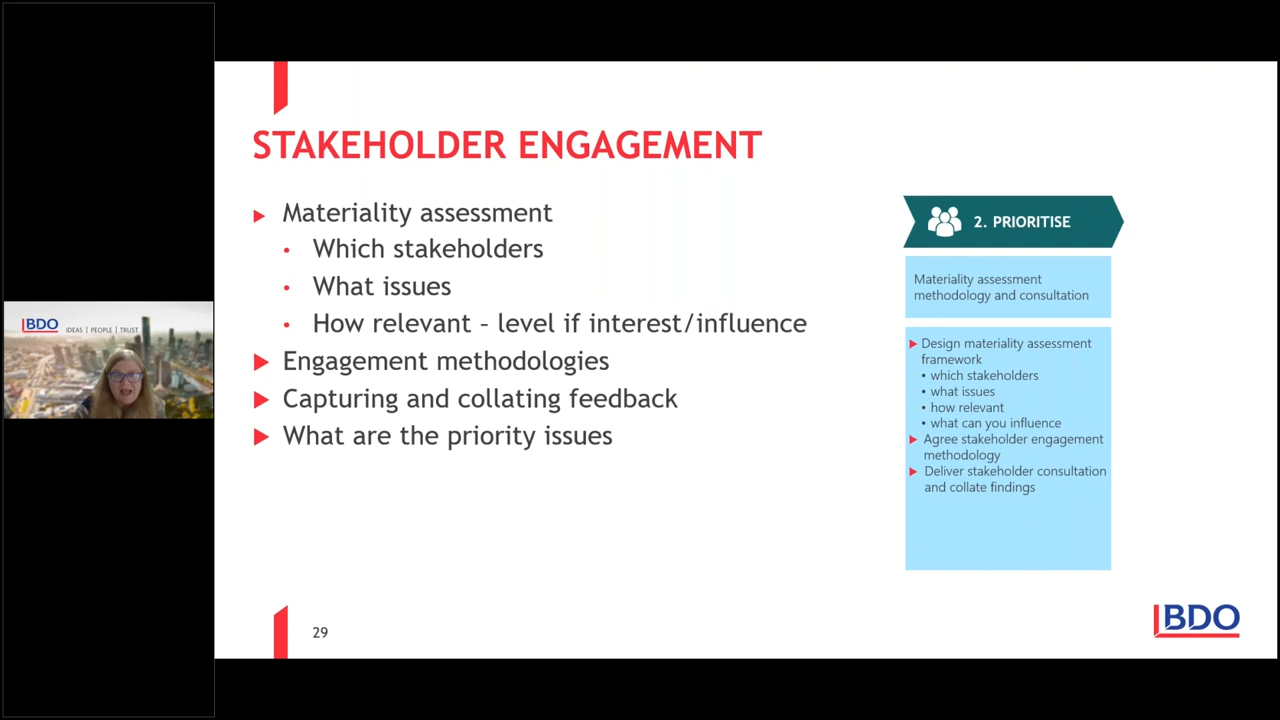 STAKEHOLDER ENGAGEMENT
Materiality assessment
• Which stakeholders
• What issues
• How relevant – level if interest/influence
Engagement methodologies
Capturing and collating feedback
What are the priority issues
2. PRIORITISE
Materiality assessment
methodology and consultation
Design materiality assessment
framework
• which stakeholders
• what issues
• how relevant
• what can you influence
Agree stakeholder engagement
methodology
Deliver stakeholder consultation
and collate findings
BDO IDEAS | PEOPLE | TRUST
29
BDO